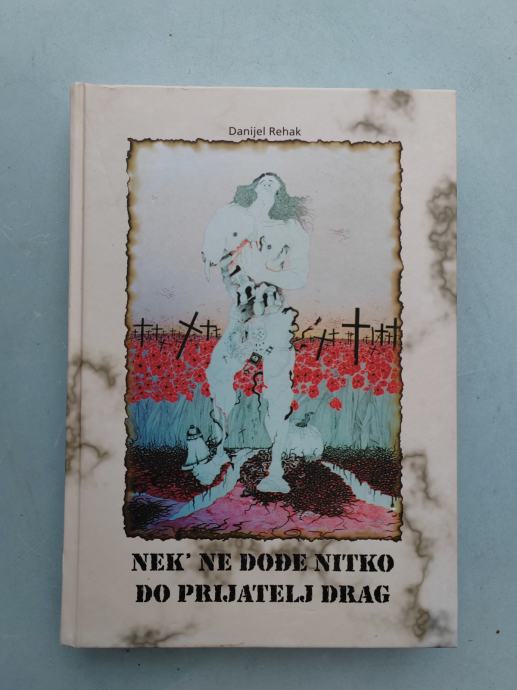 Danijel Rehak
NEK' NE DOĐE NITKO
DO PRIJATELJ DRAG